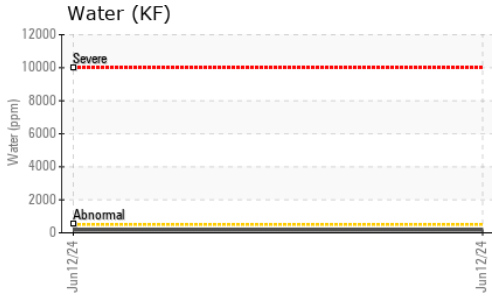 Water (KF)
12000
Severe
10000
8000
Water (ppm)
6000
4000
2000
Abnormal
0
Jun12/24
Jun12/24